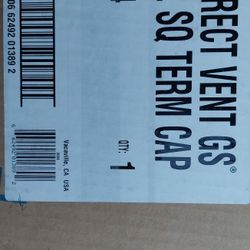 RECT VENT GS®
SQ TERM CAP
QTY: 1
Vacaville, CA USA
06 62492 01389 2